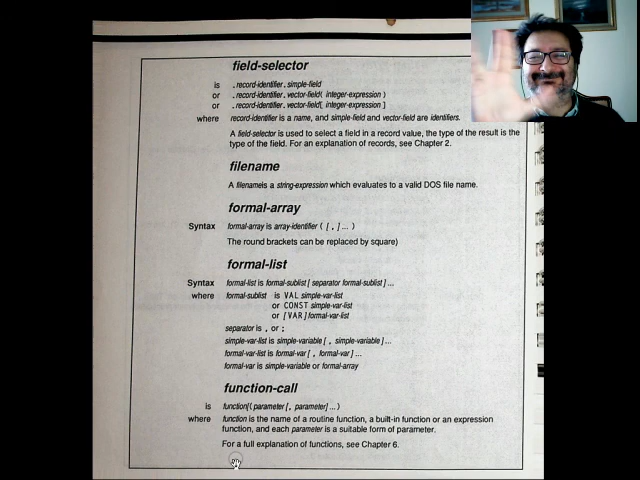 field-selector
is .record-identifier.simple-field
or .record-identifier.vector-field( integer-expression )
or .record-identifier.vector-field[ integer-expression ]
where record-identifier is a name, and simple-field and vector-field are identifiers.
A field-selector is used to select a field in a record value, the type of the result is the
type of the field. For an explanation of records, see Chapter 2.
filename
A filenameis a string-expression which evaluates to a valid DOS file name.
formal-array
Syntax formal-array is array-identifier ( [ , ] ... )
The round brackets can be replaced by square)
formal-list
Syntax formal-list is formal-sublist [ separator formal-sublist ] ...
where formal-sublist is VAL simple-var-list
or CONST simple-var-list
or [ VAR ] formal-var-list
separator is , or ;
simple-var-list is simple-variable [ , simple-variable ] ...
formal-var-list is formal-var [ , formal-var ] ...
formal-var is simple-variable or formal-array
function-call
is function[( parameter [ , parameter] ... )
where function is the name of a routine function, a built-in function or an expression
function, and each parameter is a suitable form of parameter.
For a full explanation of functions, see Chapter 6.